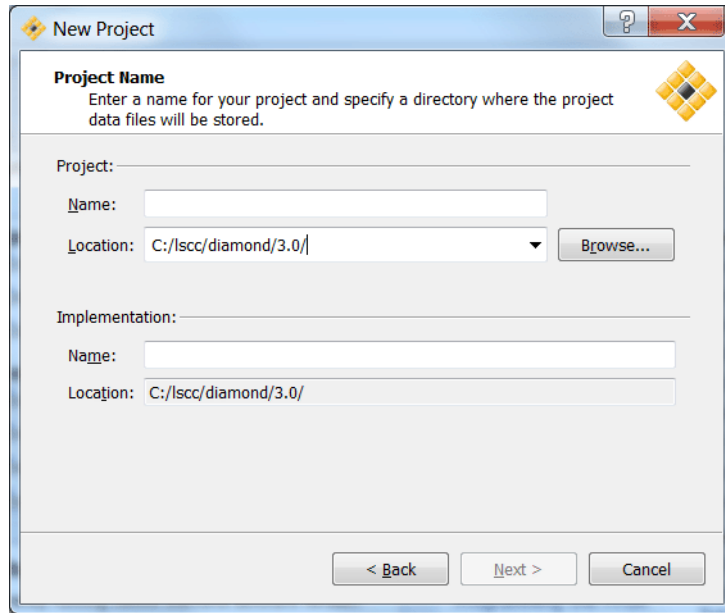 New Project
Project Name
Enter a name for your project and specify a directory where the project
data files will be stored.
Project:
Name:
Location: C:/lscc/diamond/3.0/ Browse...
Implementation:
Name:
Location: C:/lscc/diamond/3.0/
< Back Next > Cancel